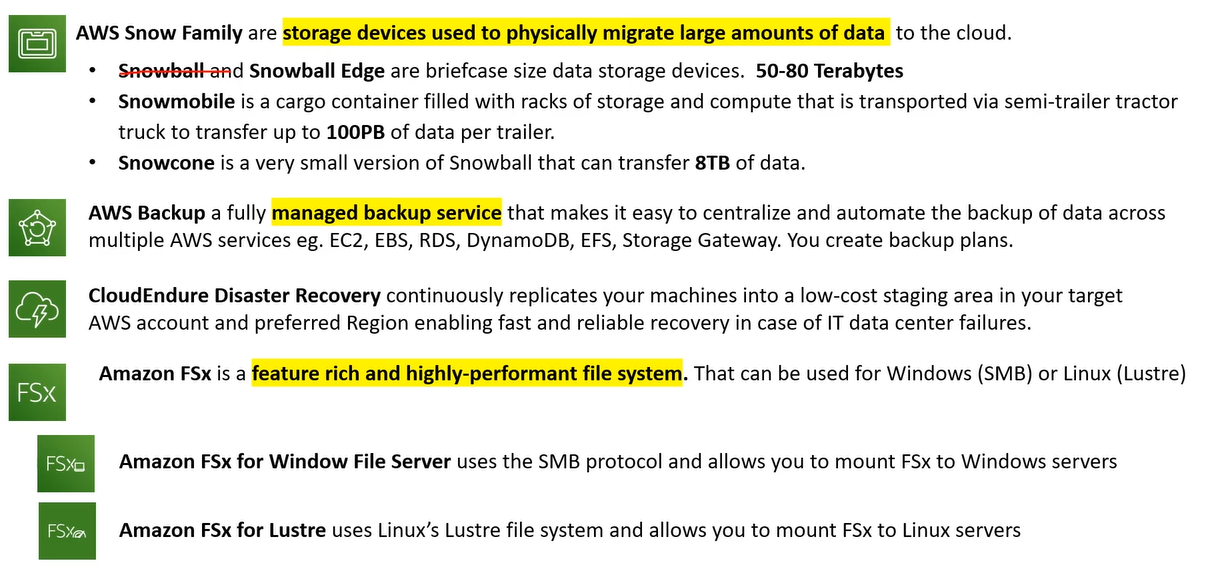 AWS Snow Family are storage devices used to physically migrate large amounts of data to the cloud.
• Snowball and Snowball Edge are briefcase size data storage devices. 50-80 Terabytes
• Snowmobile is a cargo container filled with racks of storage and compute that is transported via semi-trailer tractor
truck to transfer up to 100PB of data per trailer.
• Snowcone is a very small version of Snowball that can transfer 8TB of data.
AWS Backup a fully managed backup service that makes it easy to centralize and automate the backup of data across
multiple AWS services eg. EC2, EBS, RDS, DynamoDB, EFS, Storage Gateway. You create backup plans.
CloudEndure Disaster Recovery continuously replicates your machines into a low-cost staging area in your target
AWS account and preferred Region enabling fast and reliable recovery in case of IT data center failures.
FSx
Amazon FSx is a feature rich and highly-performant file system. That can be used for Windows (SMB) or Linux (Lustre)
FSx
Amazon FSx for Window File Server uses the SMB protocol and allows you to mount FSx to Windows servers
FSx
Amazon FSx for Lustre uses Linux’s Lustre file system and allows you to mount FSx to Linux servers